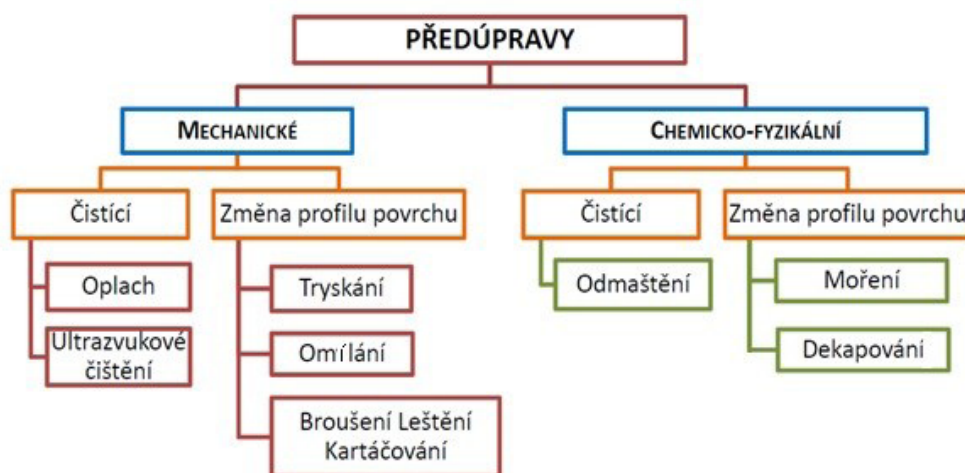 PŘEDÚPRAVY
MECHANICKÉ
CHEMICKO-FYZIKÁLNÍ
Čistící
Změna profilu povrchu
Čistící
Změna profilu povrchu
Oplach
Ultrazvukové
čištění
Tryskání
Omílání
Broušení Leštění
Kartáčování
Odmaštění
Moření
Dekapování